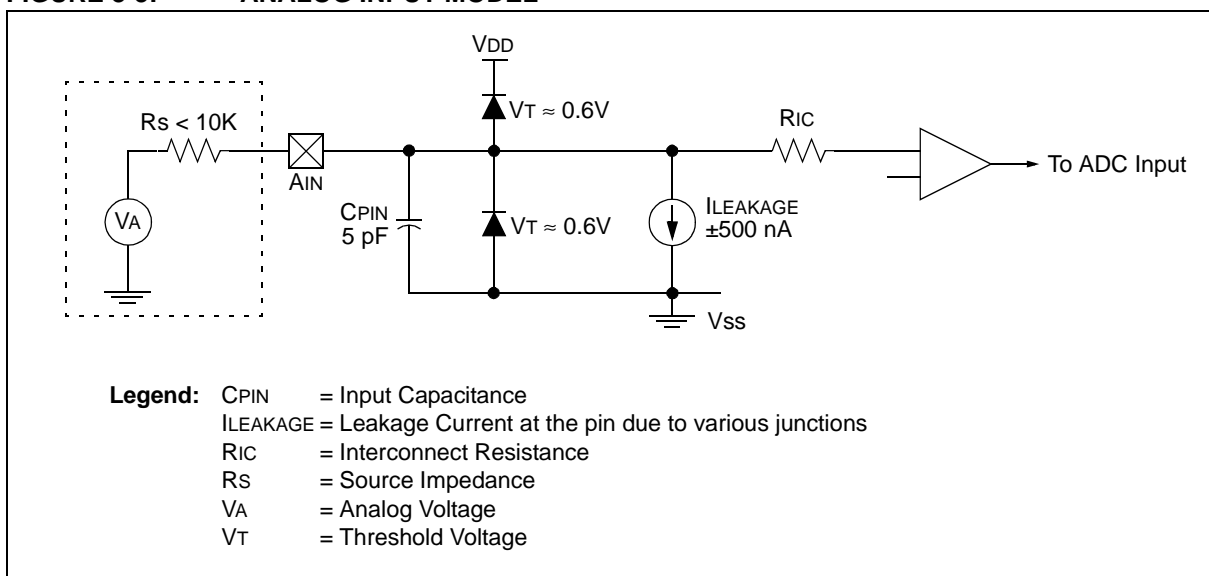 VDD
VT ≈ 0.6V
RS < 10K
RIC
AIN
To ADC Input
VA
CPIN
5 pF
VT ≈ 0.6V
ILEAKAGE
±500 nA
VSS
Legend: CPIN = Input Capacitance
ILEAKAGE = Leakage Current at the pin due to various junctions
RIC = Interconnect Resistance
RS = Source Impedance
VA = Analog Voltage
VT = Threshold Voltage